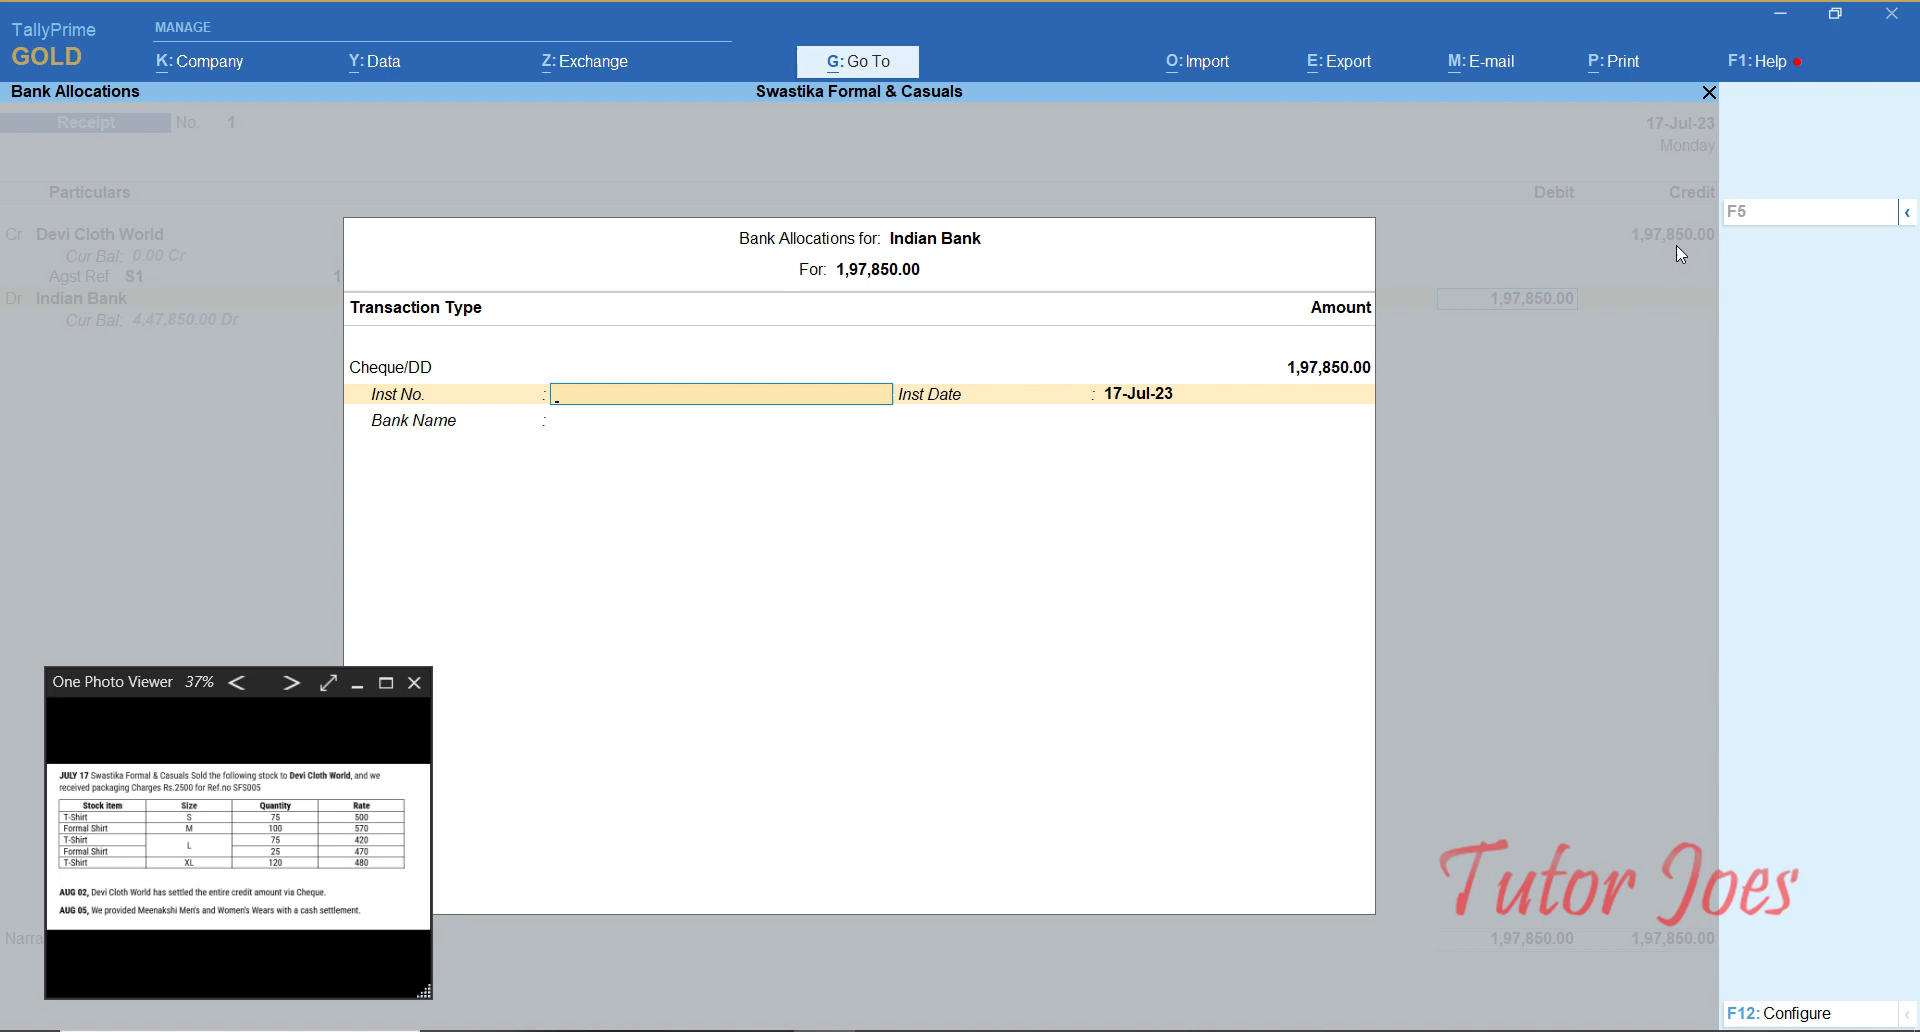 TallyPrime
GOLD
MANAGE
K: Company
Y: Data
Z: Exchange
G: Go To
O: Import
E: Export
M: E-mail
P: Print
F1: Help
Bank Allocations
Swastika Formal & Casuals
Receipt No. 1
17-Jul-23
Monday
Particulars Debit Credit
Cr Devi Cloth World 1,97,850.00
Cur Bal: 0.00 Cr
Agst Ref S1 1
Dr Indian Bank 1,97,850.00
Cur Bal: 4,47,850.00 Dr
F5
Bank Allocations for: Indian Bank
For: 1,97,850.00
Transaction Type Amount
Cheque/DD 1,97,850.00
Inst No. : Inst Date : 17-Jul-23
Bank Name :
One Photo Viewer 37%
JULY 17 Swastika Formal & Casuals Sold the following stock to Devi Cloth World, and we
received packaging Charges Rs.2500 for Ref.no SFS005
Stock item Size Quantity Rate
T-Shirt S 75 500
Formal Shirt M 100 570
T-Shirt L 75 420
Formal Shirt 25 470
T-Shirt XL 120 480
AUG 02, Devi Cloth World has settled the entire credit amount via Cheque.
AUG 05, We provided Meenakshi Men's and Women's Wears with a cash settlement.
Tutor Joes
Narra 1,97,850.00 1,97,850.00
F12: Configure